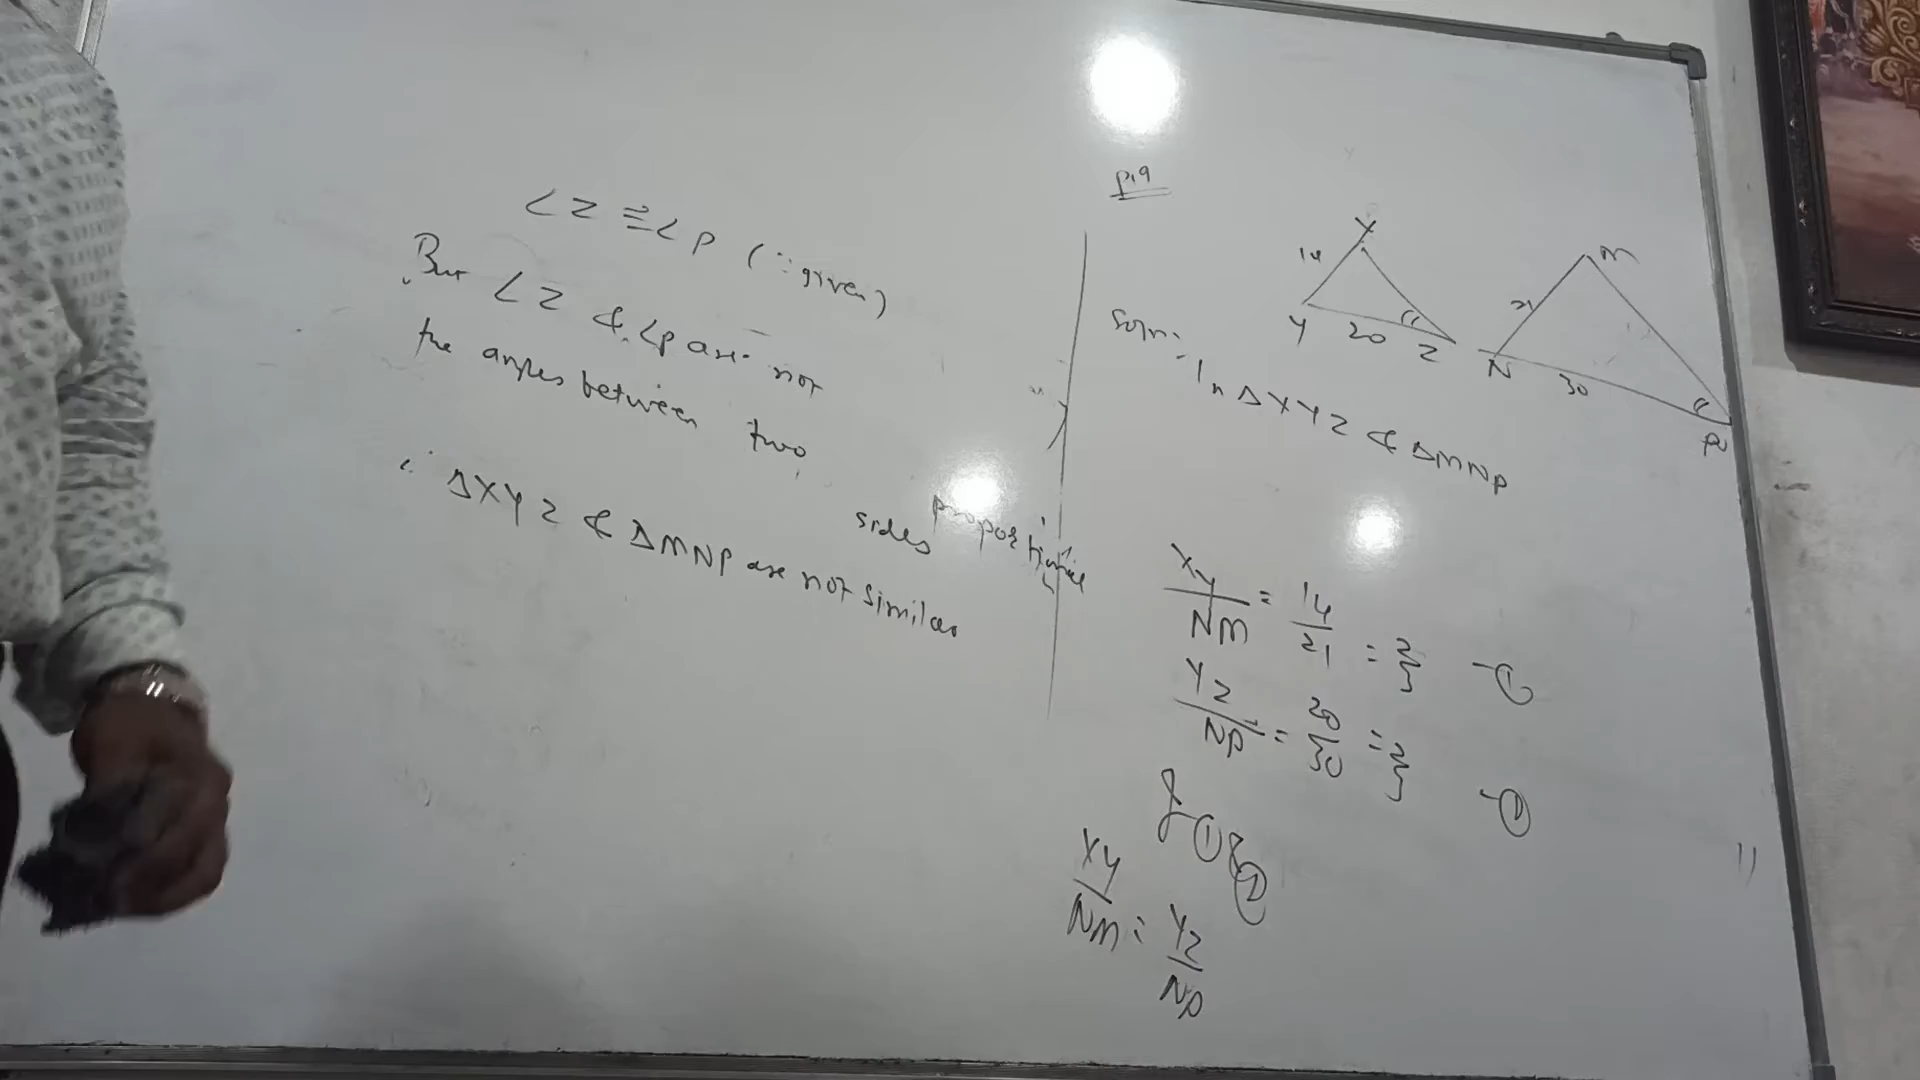 P.19
X
14
Y 20 Z
M
21
N 30 P
Soln:
In ΔXYZ & ΔMNP
XY/NM = 14/21 = 2/3 -①
YZ/NP = 20/30 = 2/3 -②
① & ②
XY/NM = YZ/NP
∠Z ≅ ∠P (∵ given)
But ∠Z & ∠P are not
the angles between two
sides proportional
∴ ΔXYZ & ΔMNP are not similar